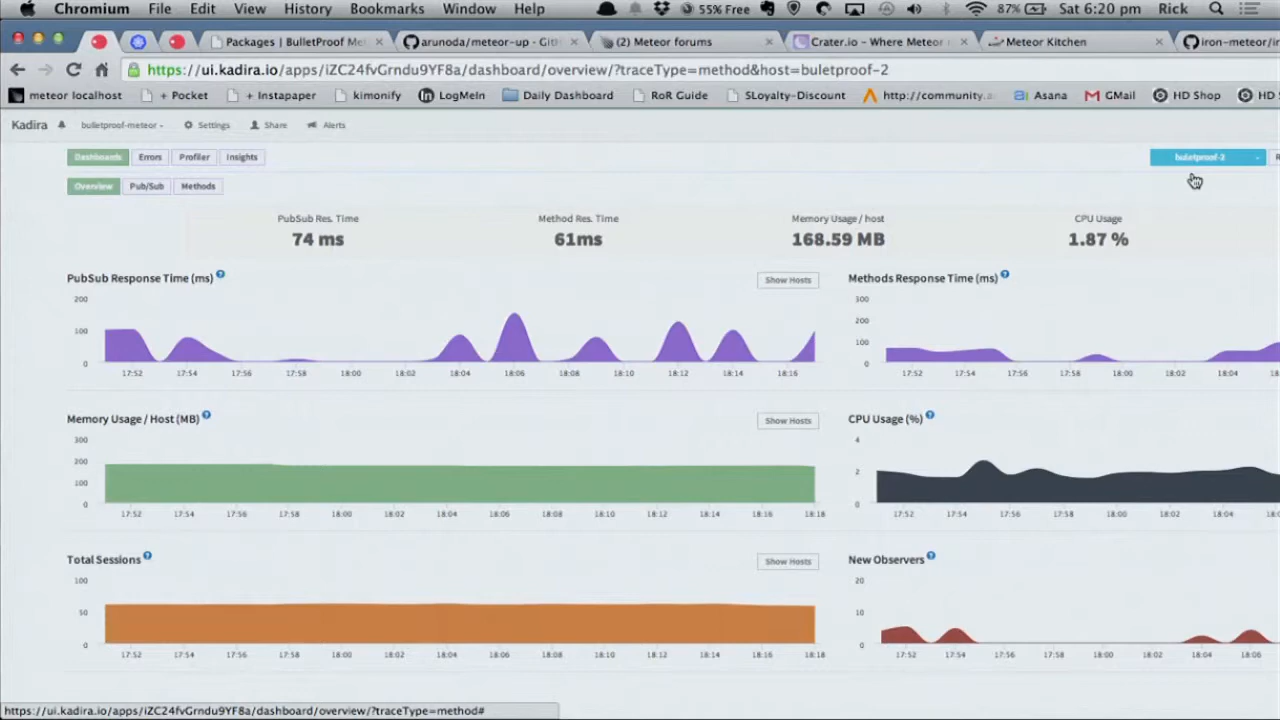 Chromium File Edit View History Bookmarks Window Help 55% Free 87% Sat 6:20 pm Rick
Packages | BulletProof Me × arunoda/meteor-up - GitH × (2) Meteor forums × Crater.io – Where Meteor × Meteor Kitchen × iron-meteor/ir
https://ui.kadira.io/apps/iZC24fvGrndu9YF8a/dashboard/overview/?traceType=method&host=buletproof-2
meteor localhost + Pocket + Instapaper kimonify LogMeIn Daily Dashboard RoR Guide SLoyalty-Discount http://community. Asana GMail HD Shop HD
Kadira bulletproof-meteor Settings Share Alerts
Dashboards Errors Profiler Insights buletproof-2
Overview Pub/Sub Methods
PubSub Res. Time Method Res. Time Memory Usage / host CPU Usage
74 ms 61ms 168.59 MB 1.87 %
PubSub Response Time (ms) ? Show Hosts Methods Response Time (ms) ?
200 300
200
100 100
0 0
17:52 17:54 17:56 17:58 18:00 18:02 18:04 18:06 18:08 18:10 18:12 18:14 18:16 17:52 17:54 17:56 17:58 18:00 18:02 18:04
Memory Usage / Host (MB) ? Show Hosts CPU Usage (%) ?
300 4
200 2
100
0 0
17:52 17:54 17:56 17:58 18:00 18:02 18:04 18:06 18:08 18:10 18:12 18:14 18:16 18:18 17:52 17:54 17:56 17:58 18:00 18:02 18:04 18:06
Total Sessions ? Show Hosts New Observers ?
100 20
50 10
0 0
17:52 17:54 17:56 17:58 18:00 18:02 18:04 18:06 18:08 18:10 18:12 18:14 18:16 18:18 17:52 17:54 17:56 17:58 18:00 18:02 18:04 18:06
https://ui.kadira.io/apps/iZC24fvGrndu9YF8a/dashboard/overview/?traceType=method#